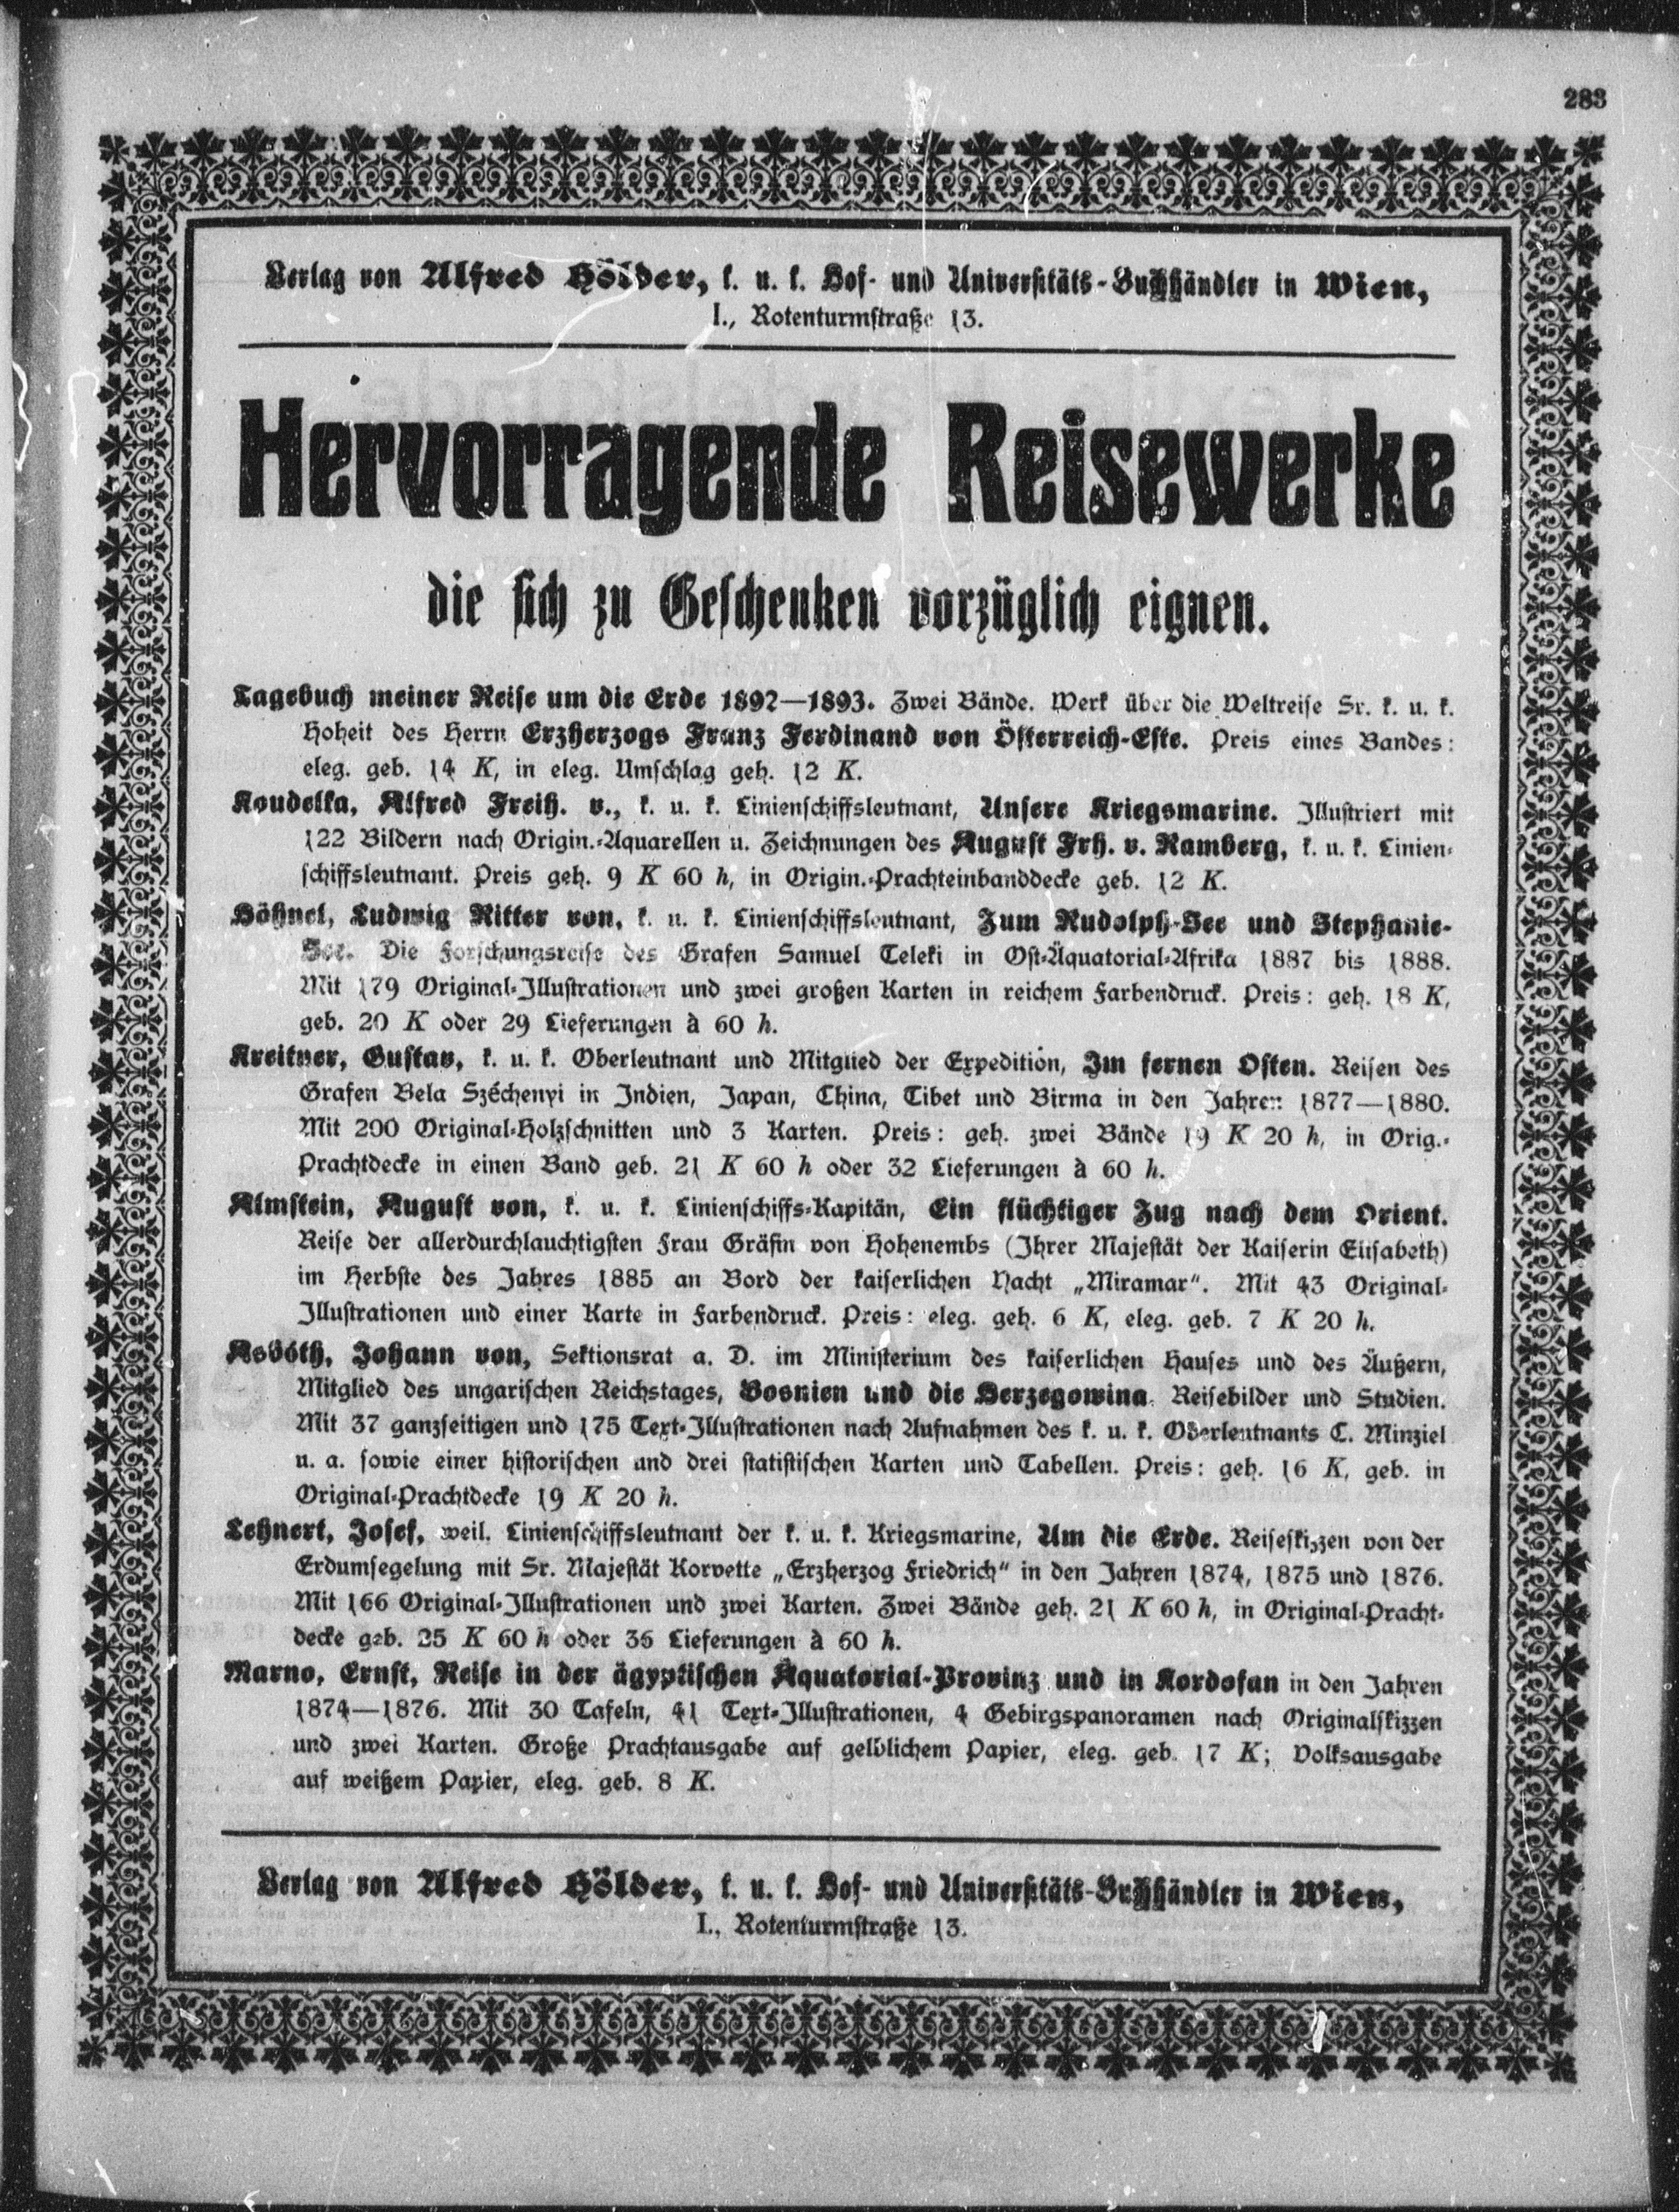 283
Verlag von Alfred Hölder, k. u. k. Hof- und Universitäts-Buchhändler in Wien,
I., Rotenturmstraße 13.
Hervorragende Reisewerke
die sich zu Geschenken vorzüglich eignen.
Tagebuch meiner Reise um die Erde 1892—1893. Zwei Bände. Werk über die Weltreise Sr. k. u. k.
Hoheit des Herrn Erzherzogs Franz Ferdinand von Österreich-Este. Preis eines Bandes:
eleg. geb. 14 K, in eleg. Umschlag geh. 12 K.
Koudelka, Alfred Freih. v., k. u. k. Linienschiffsleutnant, Unsere Kriegsmarine. Illustriert mit
122 Bildern nach Origin.-Aquarellen u. Zeichnungen des August Frh. v. Ramberg, k. u. k. Linien-
schiffsleutnant. Preis geh. 9 K 60 h, in Origin.-Prachteinbanddecke geb. 12 K.
Höhnel, Ludwig Ritter von, k. u. k. Linienschiffsleutnant, Zum Rudolph-See und Stephanie-
See. Die Forschungsreise des Grafen Samuel Teleki in Ost-Äquatorial-Afrika 1887 bis 1888.
Mit 179 Original-Illustrationen und zwei großen Karten in reichem Farbendruck. Preis: geh. 18 K,
geb. 20 K oder 29 Lieferungen à 60 h.
Kreitner, Gustav, k. u. k. Oberleutnant und Mitglied der Expedition, Im fernen Osten. Reisen des
Grafen Bela Széchenyi in Indien, Japan, China, Tibet und Birma in den Jahren 1877—1880.
Mit 200 Original-Holzschnitten und 3 Karten. Preis: geh. zwei Bände 19 K 20 h, in Orig.-
Prachtdecke in einen Band geb. 21 K 60 h oder 32 Lieferungen à 60 h.
Almstein, August von, k. u. k. Linienschiffs-Kapitän, Ein flüchtiger Zug nach dem Orient.
Reise der allerdurchlauchtigsten Frau Gräfin von Hohenembs (Ihrer Majestät der Kaiserin Elisabeth)
im Herbste des Jahres 1885 an Bord der kaiserlichen Yacht „Miramar“. Mit 43 Original-
Illustrationen und einer Karte in Farbendruck. Preis: eleg. geh. 6 K, eleg. geb. 7 K 20 h.
Asbóth, Johann von, Sektionsrat a. D. im Ministerium des kaiserlichen Hauses und des Äußern,
Mitglied des ungarischen Reichstages, Bosnien und die Herzegowina. Reisebilder und Studien.
Mit 37 ganzseitigen und 175 Text-Illustrationen nach Aufnahmen des k. u. k. Oberleutnants C. Minziel
u. a. sowie einer historischen und drei statistischen Karten und Tabellen. Preis: geh. 16 K, geb. in
Original-Prachtdecke 19 K 20 h.
Lehnert, Josef, weil. Linienschiffsleutnant der k. u. k. Kriegsmarine, Um die Erde. Reiseskizzen von der
Erdumsegelung mit Sr. Majestät Korvette „Erzherzog Friedrich“ in den Jahren 1874, 1875 und 1876.
Mit 166 Original-Illustrationen und zwei Karten. Zwei Bände geh. 21 K 60 h, in Original-Pracht-
decke geb. 25 K 60 h oder 36 Lieferungen à 60 h.
Marno, Ernst, Reise in der ägyptischen Äquatorial-Provinz und in Kordofan in den Jahren
1874—1876. Mit 30 Tafeln, 41 Text-Illustrationen, 4 Gebirgspanoramen nach Originalskizzen
und zwei Karten. Große Prachtausgabe auf gelblichem Papier, eleg. geb. 17 K; Volksausgabe
auf weißem Papier, eleg. geb. 8 K.
Verlag von Alfred Hölder, k. u. k. Hof- und Universitäts-Buchhändler in Wien,
I., Rotenturmstraße 13.